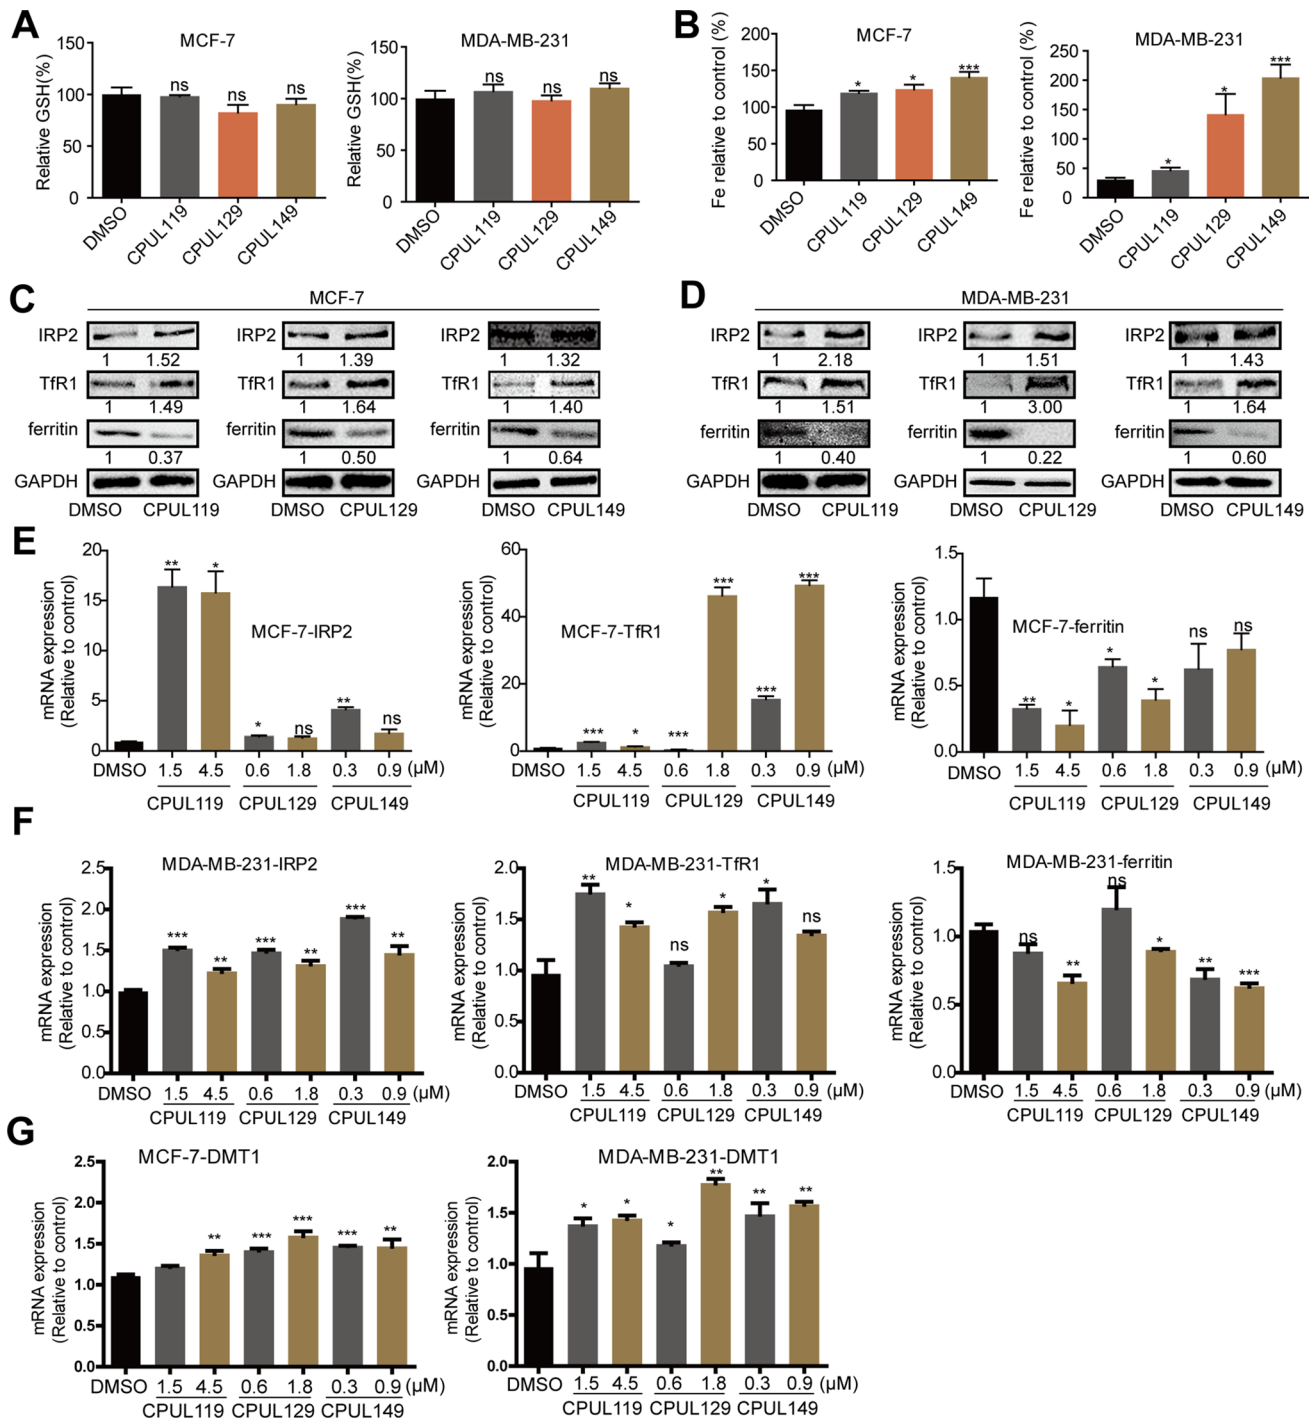 A
MCF-7
Relative GSH(%)
150
100
50
0
ns
ns
ns
DMSO
CPUL119
CPUL129
CPUL149
MDA-MB-231
Relative GSH(%)
150
100
50
0
ns
ns
ns
DMSO
CPUL119
CPUL129
CPUL149
B
MCF-7
Fe relative to control (%)
200
150
100
50
0
*
*
***
DMSO
CPUL119
CPUL129
CPUL149
MDA-MB-231
Fe relative to control (%)
250
200
150
100
50
0
*
*
***
DMSO
CPUL119
CPUL129
CPUL149
C
MCF-7
IRP2
1 1.52
TfR1
1 1.49
ferritin
1 0.37
GAPDH
DMSO CPUL119
IRP2
1 1.39
TfR1
1 1.64
ferritin
1 0.50
GAPDH
DMSO CPUL129
IRP2
1 1.32
TfR1
1 1.40
ferritin
1 0.64
GAPDH
DMSO CPUL149
D
MDA-MB-231
IRP2
1 2.18
TfR1
1 1.51
ferritin
1 0.40
GAPDH
DMSO CPUL119
IRP2
1 1.51
TfR1
1 3.00
ferritin
1 0.22
GAPDH
DMSO CPUL129
IRP2
1 1.43
TfR1
1 1.64
ferritin
1 0.60
GAPDH
DMSO CPUL149
E
mRNA expression
(Relative to control)
20
15
10
5
0
MCF-7-IRP2
** * * ns ** ns
DMSO 1.5 4.5 0.6 1.8 0.3 0.9 (μM)
CPUL119 CPUL129 CPUL149
mRNA expression
(Relative to control)
60
40
20
0
MCF-7-TfR1
*** * *** *** *** ***
DMSO 1.5 4.5 0.6 1.8 0.3 0.9 (μM)
CPUL119 CPUL129 CPUL149
mRNA expression
(Relative to control)
1.5
1.0
0.5
0.0
MCF-7-ferritin
** * * * ns ns
DMSO 1.5 4.5 0.6 1.8 0.3 0.9 (μM)
CPUL119 CPUL129 CPUL149
F
MDA-MB-231-IRP2
mRNA expression
(Relative to control)
2.5
2.0
1.5
1.0
0.5
0.0
*** ** *** ** *** **
DMSO 1.5 4.5 0.6 1.8 0.3 0.9 (μM)
CPUL119 CPUL129 CPUL149
MDA-MB-231-TfR1
mRNA expression
(Relative to control)
2.0
1.5
1.0
0.5
0.0
** * ns * * ns
DMSO 1.5 4.5 0.6 1.8 0.3 0.9 (μM)
CPUL119 CPUL129 CPUL149
MDA-MB-231-ferritin
mRNA expression
(Relative to control)
1.5
1.0
0.5
0.0
ns ** ns * ** ***
DMSO 1.5 4.5 0.6 1.8 0.3 0.9 (μM)
CPUL119 CPUL129 CPUL149
G
MCF-7-DMT1
mRNA expression
(Relative to control)
2.5
2.0
1.5
1.0
0.5
0.0
** *** *** *** **
DMSO 1.5 4.5 0.6 1.8 0.3 0.9 (μM)
CPUL119 CPUL129 CPUL149
MDA-MB-231-DMT1
mRNA expression
(Relative to control)
2.0
1.5
1.0
0.5
0.0
* * * ** ** **
DMSO 1.5 4.5 0.6 1.8 0.3 0.9 (μM)
CPUL119 CPUL129 CPUL149